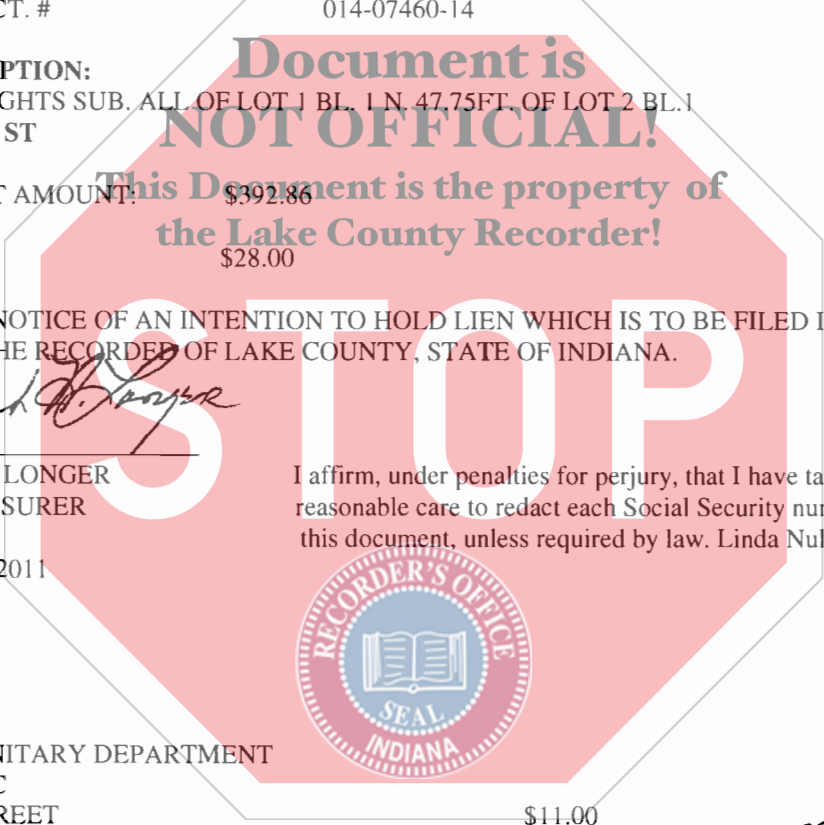 CT. # 014-07460-14
Document is
PTION:
GHTS SUB. ALL OF LOT 1 BL. 1 N. 47.75FT. OF LOT 2 BL.1
ST
NOT OFFICIAL!
This Document is the property of
T AMOUNT: $392.86
the Lake County Recorder!
$28.00
STOP
NOTICE OF AN INTENTION TO HOLD LIEN WHICH IS TO BE FILED I
HE RECORDED OF LAKE COUNTY, STATE OF INDIANA.
LONGER
SURER
I affirm, under penalties for perjury, that I have ta
reasonable care to redact each Social Security nu
this document, unless required by law. Linda Nu
2011
RECORDER'S OFFICE
SEAL
INDIANA
NITARY DEPARTMENT
C
REET
$11.00